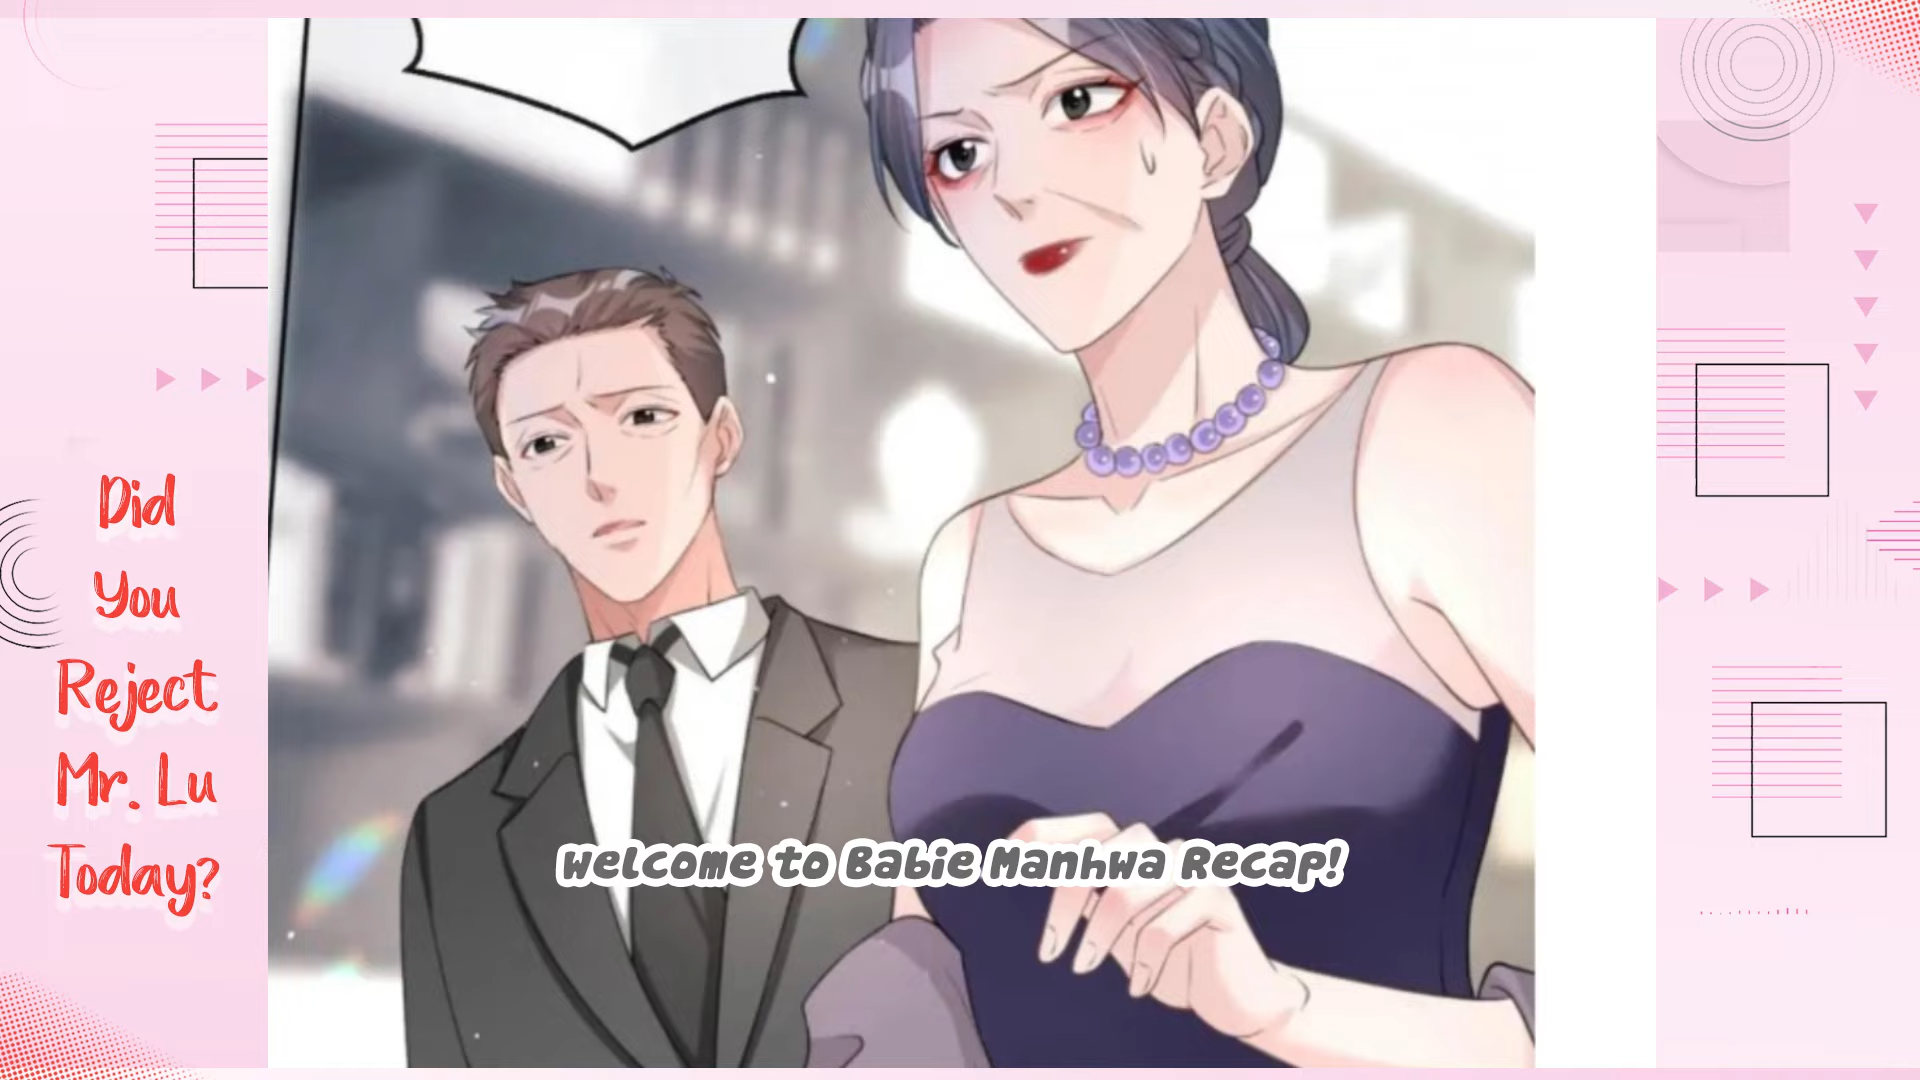 Did
You
Reject
Mr. Lu
Today?
Welcome to Babie Manhwa Recap!